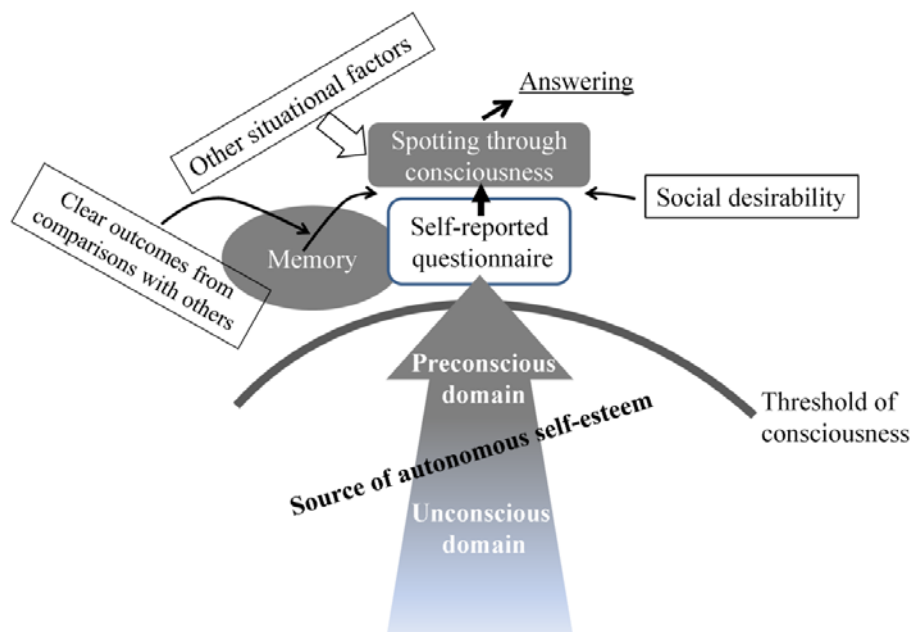 Answering
Other situational factors
Spotting through
consciousness
Clear outcomes from
comparisons with others
Social desirability
Self-reported
questionnaire
Memory
Preconscious
domain
Threshold of
consciousness
Source of autonomous self-esteem
Unconscious
domain